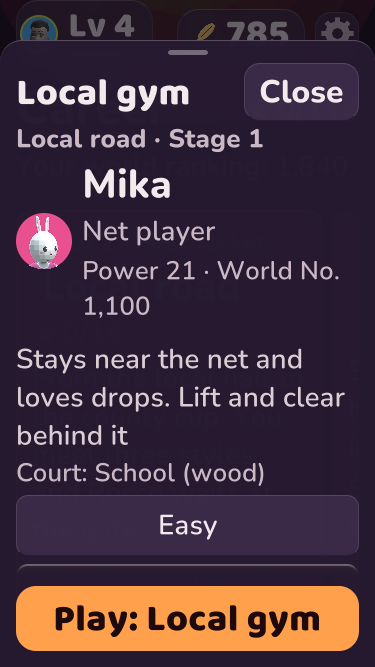 Lv 4
785
Local gym
Close
Local road · Stage 1
Mika
Net player
Power 21 · World No.
1,100
Stays near the net and
loves drops. Lift and clear
behind it
Court: School (wood)
Easy
Play: Local gym